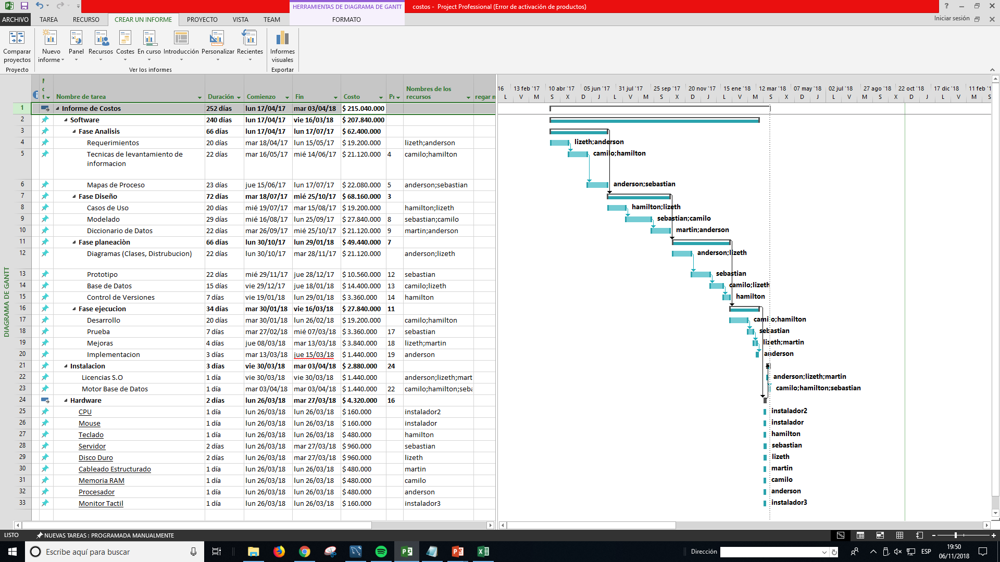 HERRAMIENTAS DE DIAGRAMA DE GANTT
costos - Project Professional (Error de activación de productos)
ARCHIVO TAREA RECURSO CREAR UN INFORME PROYECTO VISTA TEAM FORMATO Iniciar sesión
Comparar proyectos
Nuevo informe
Panel
Recursos
Costes
En curso
Introducción
Personalizar
Recientes
Informes visuales
Proyecto Ver los informes Exportar
Nombre de tarea Duración Comienzo Fin Costo Nombres de los recursos regar
1 Informe de Costos 252 días lun 17/04/17 mar 03/04/18 $ 215.040.000
2 Software 240 días lun 17/04/17 vie 16/03/18 $ 207.840.000
3 Fase Analisis 66 días lun 17/04/17 lun 17/07/17 $ 62.400.000
4 Requerimientos 20 días mar 18/04/17 lun 15/05/17 $ 19.200.000 lizeth;anderson
5 Tecnicas de levantamiento de informacion 22 días mar 16/05/17 mié 14/06/17 $ 21.120.000 4 camilo;hamilton
6 Mapas de Proceso 23 días jue 15/06/17 lun 17/07/17 $ 22.080.000 5 anderson;sebastian
7 Fase Diseño 72 días mar 18/07/17 mié 25/10/17 $ 68.160.000 3
8 Casos de Uso 20 días mié 19/07/17 mar 15/08/17 $ 19.200.000 hamilton;lizeth
9 Modelado 29 días mié 16/08/17 lun 25/09/17 $ 27.840.000 8 sebastian;camilo
10 Diccionario de Datos 22 días mar 26/09/17 mié 25/10/17 $ 21.120.000 9 martin;anderson
11 Fase planeaciòn 66 días lun 30/10/17 lun 29/01/18 $ 49.440.000 7
12 Diagramas (Clases, Distrubucion) 22 días lun 30/10/17 mar 28/11/17 $ 21.120.000 anderson;lizeth
13 Prototipo 22 días mié 29/11/17 jue 28/12/17 $ 10.560.000 12 sebastian
14 Base de Datos 15 días vie 29/12/17 jue 18/01/18 $ 14.400.000 13 camilo;lizeth
15 Control de Versiones 7 días vie 19/01/18 lun 29/01/18 $ 3.360.000 14 hamilton
16 Fase ejecucion 34 días mar 30/01/18 vie 16/03/18 $ 27.840.000 11
17 Desarrollo 20 días mar 30/01/18 lun 26/02/18 $ 19.200.000 camilo;hamilton
18 Prueba 7 días mar 27/02/18 mié 07/03/18 $ 3.360.000 17 sebastian
19 Mejoras 4 días jue 08/03/18 mar 13/03/18 $ 3.840.000 18 lizeth;martin
20 Implementacion 3 días mar 13/03/18 jue 15/03/18 $ 1.440.000 19 anderson
21 Instalacion 3 días vie 30/03/18 mar 03/04/18 $ 2.880.000 24
22 Licencias S.O 1 día vie 30/03/18 vie 30/03/18 $ 1.440.000 anderson;lizeth;mart
23 Motor Base de Datos 1 día mar 03/04/18 mar 03/04/18 $ 1.440.000 22 camilo;hamilton;seba
24 Hardware 2 días lun 26/03/18 mar 27/03/18 $ 4.320.000 16
25 CPU 1 día lun 26/03/18 lun 26/03/18 $ 160.000 instalador2
26 Mouse 1 día lun 26/03/18 lun 26/03/18 $ 160.000 instalador
27 Teclado 1 día lun 26/03/18 lun 26/03/18 $ 480.000 hamilton
28 Servidor 2 días lun 26/03/18 mar 27/03/18 $ 960.000 sebastian
29 Disco Duro 2 días lun 26/03/18 mar 27/03/18 $ 960.000 lizeth
30 Cableado Estructurado 1 día lun 26/03/18 lun 26/03/18 $ 480.000 martin
31 Memoria RAM 1 día lun 26/03/18 lun 26/03/18 $ 480.000 camilo
32 Procesador 1 día lun 26/03/18 lun 26/03/18 $ 480.000 anderson
33 Monitor Tactil 1 día lun 26/03/18 lun 26/03/18 $ 160.000 instalador3
DIAGRAMA DE GANTT
16 13 feb '17 10 abr '17 05 jun '17 31 jul '17 25 sep '17 20 nov '17 15 ene '18 12 mar '18 07 may '18 02 jul '18 27 ago '18 22 oct '18 17 dic '18 11 feb '1
L V M S X D J L V M S X D J L V M S X D J L V M S X D J L
lizeth;anderson
camilo;hamilton
anderson;sebastian
hamilton;lizeth
sebastian;camilo
martin;anderson
anderson;lizeth
sebastian
camilo;lizeth
hamilton
camilo;hamilton
sebastian
lizeth;martin
anderson
anderson;lizeth;martin
camilo;hamilton;sebastian
instalador2
instalador
hamilton
sebastian
lizeth
martin
camilo
anderson
instalador3
LISTO NUEVAS TAREAS : PROGRAMADA MANUALMENTE
Escribe aquí para buscar
Dirección
ESP
19:50
06/11/2018